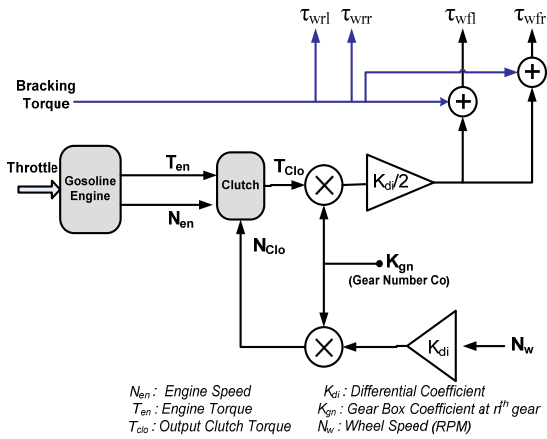 τwrl τwrr τwfl τwfr
+
Bracking
Torque
+
Throttle
Gosoline
Engine
Ten
Nen
Clutch
TClo
×
Kdi/2
NClo
Kgn
(Gear Number Co)
×
Kdi
Nw
Nen : Engine Speed
Ten : Engine Torque
Tclo : Output Clutch Torque
Kdi : Differential Coefficient
Kgn : Gear Box Coefficient at nth gear
Nw : Wheel Speed (RPM)